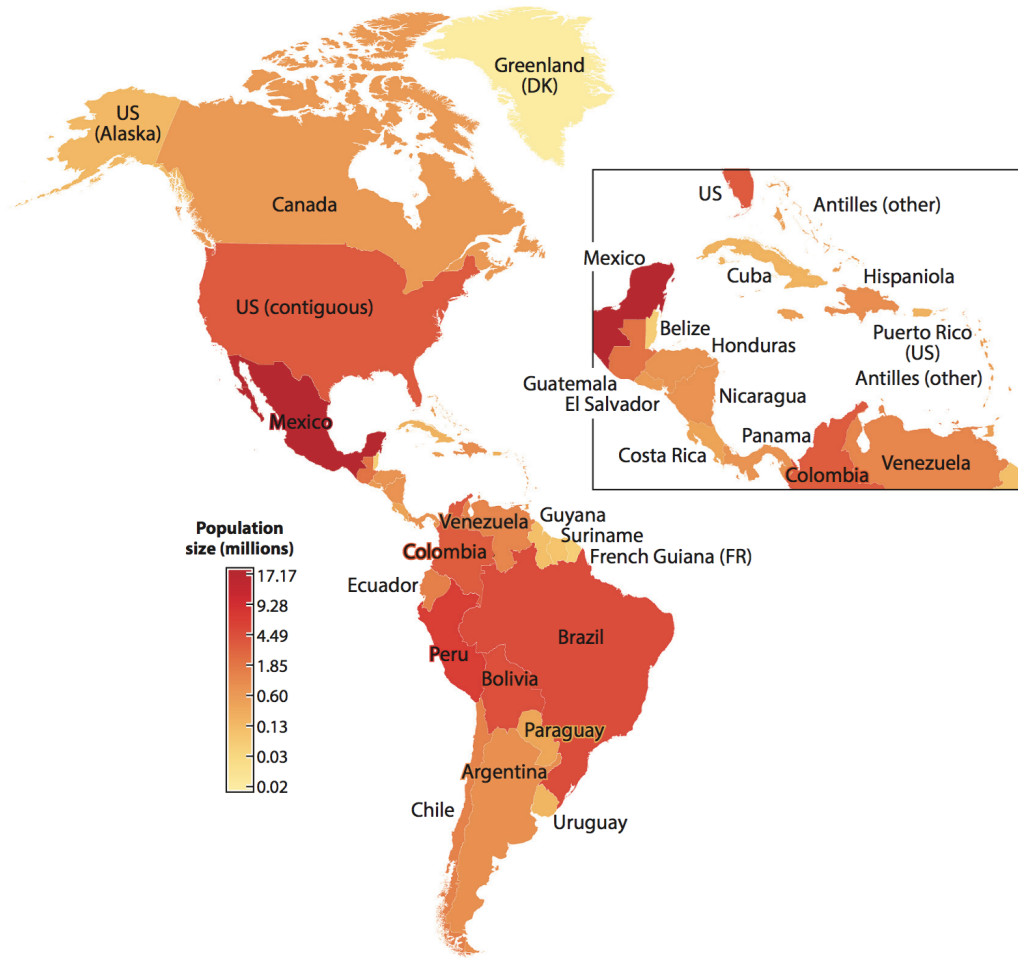 Greenland
(DK)
US
(Alaska)
Canada
US (contiguous)
Mexico
US
Antilles (other)
Mexico
Cuba
Hispaniola
Belize
Honduras
Puerto Rico
(US)
Antilles (other)
Guatemala
El Salvador
Nicaragua
Panama
Costa Rica
Colombia
Venezuela
Venezuela
Guyana
Suriname
French Guiana (FR)
Colombia
Ecuador
Brazil
Peru
Bolivia
Paraguay
Argentina
Chile
Uruguay
Population
size (millions)
17.17
9.28
4.49
1.85
0.60
0.13
0.03
0.02